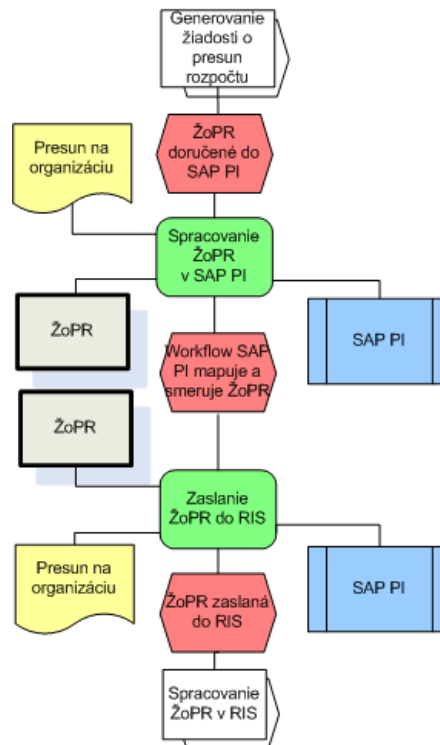 Generovanie
žiadosti o
presun
rozpočtu
ŽoPR
doručené do
SAP PI
Presun na
organizáciu
Spracovanie
ŽoPR
v SAP PI
ŽoPR
SAP PI
Workflow SAP
PI mapuje a
smeruje ŽoPR
ŽoPR
Zaslanie
ŽoPR do RIS
Presun na
organizáciu
SAP PI
ŽoPR zaslaná
do RIS
Spracovanie
ŽoPR v RIS